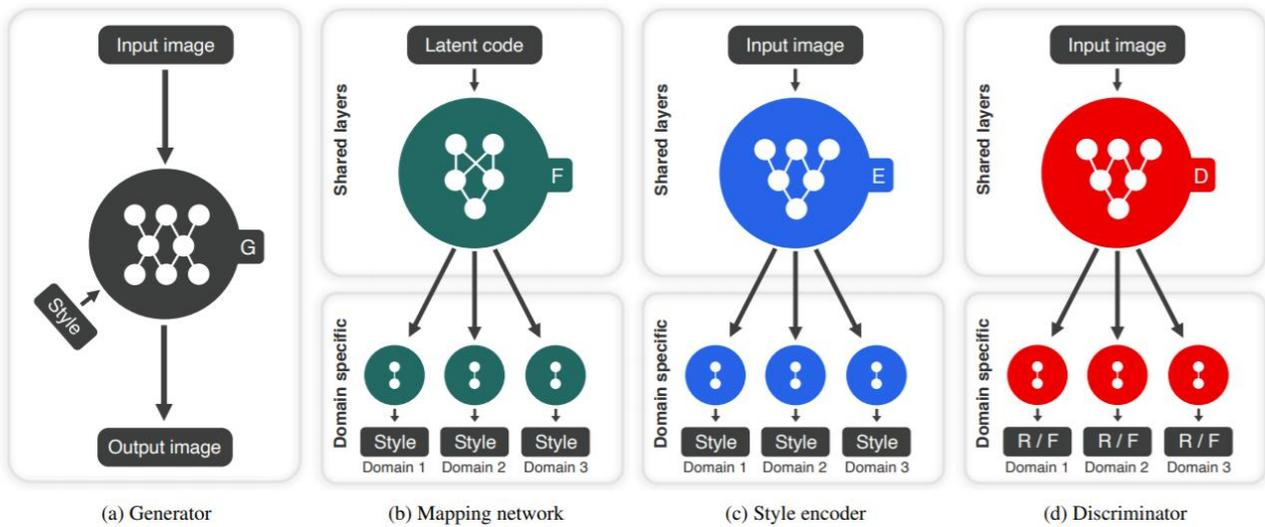 Input image
G
Style
Output image
(a) Generator
Latent code
Shared layers
F
Domain specific
Style Style Style
Domain 1 Domain 2 Domain 3
(b) Mapping network
Input image
Shared layers
E
Domain specific
Style Style Style
Domain 1 Domain 2 Domain 3
(c) Style encoder
Input image
Shared layers
D
Domain specific
R / F R / F R / F
Domain 1 Domain 2 Domain 3
(d) Discriminator